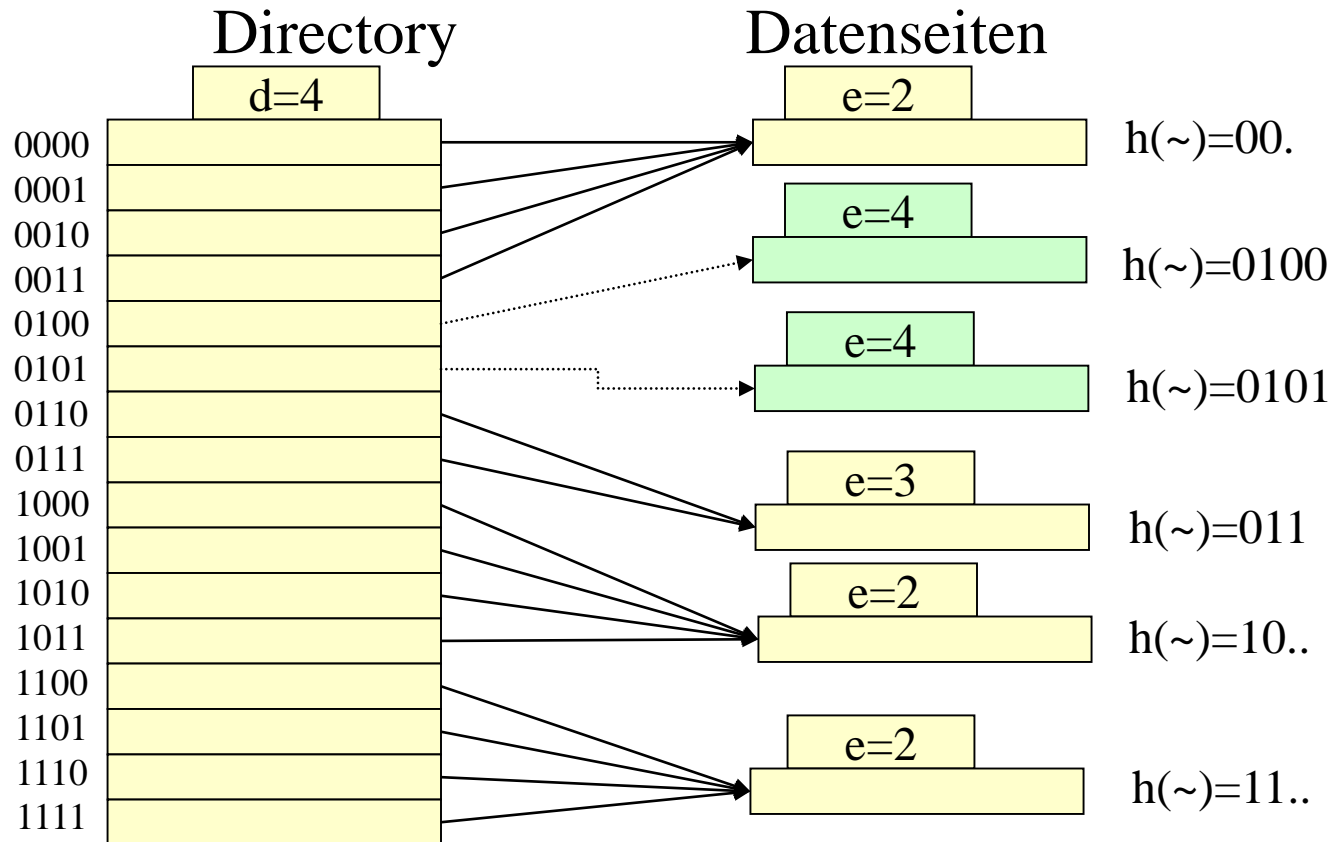 Directory
d=4
0000
0001
0010
0011
0100
0101
0110
0111
1000
1001
1010
1011
1100
1101
1110
1111
Datenseiten
e=2
h(~)=00.
e=4
h(~)=0100
e=4
h(~)=0101
e=3
h(~)=011
e=2
h(~)=10..
e=2
h(~)=11..